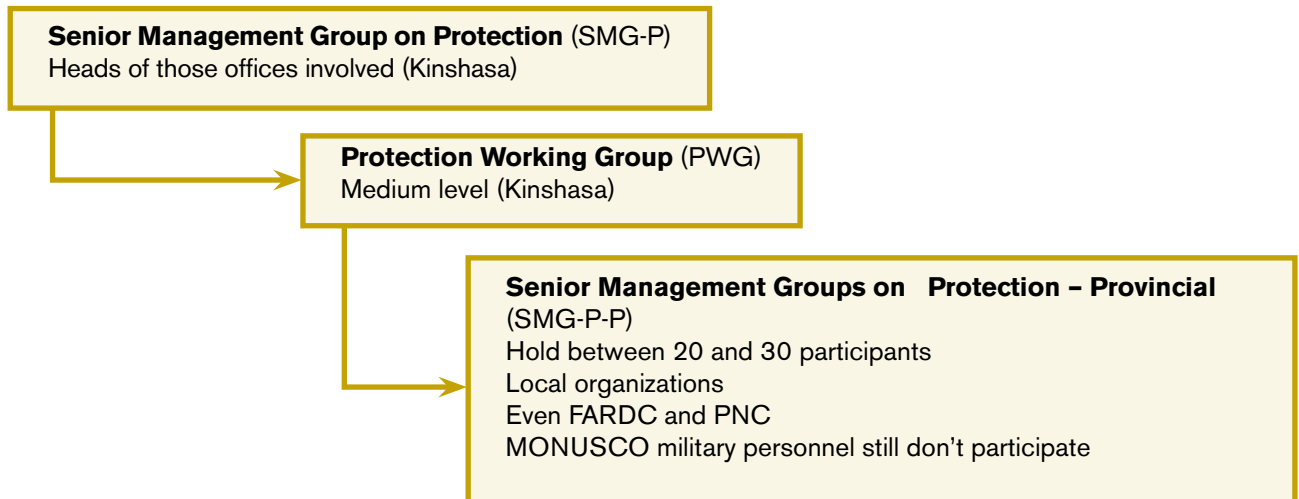 Senior Management Group on Protection (SMG-P)
Heads of those offices involved (Kinshasa)
Protection Working Group (PWG)
Medium level (Kinshasa)
Senior Management Groups on Protection – Provincial
(SMG-P-P)
Hold between 20 and 30 participants
Local organizations
Even FARDC and PNC
MONUSCO military personnel still don’t participate